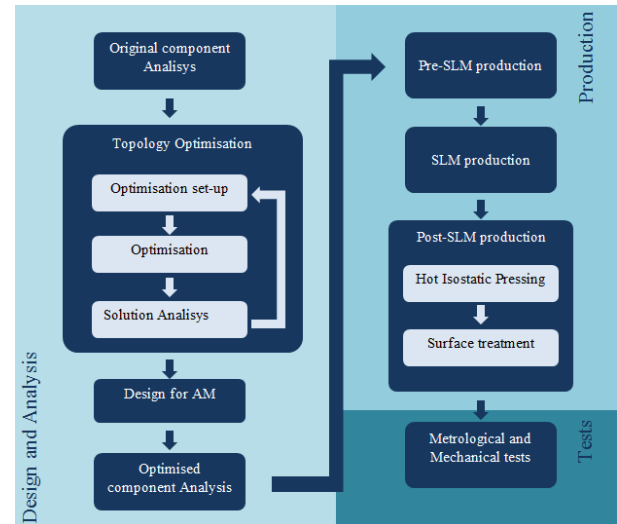 Original component
Analisys
Topology Optimisation
Optimisation set-up
Optimisation
Solution Analisys
Design for AM
Optimised
component Analysis
Design and Analysis
Pre-SLM production
SLM production
Post-SLM production
Hot Isostatic Pressing
Surface treatment
Production
Metrological and
Mechanical tests
Tests